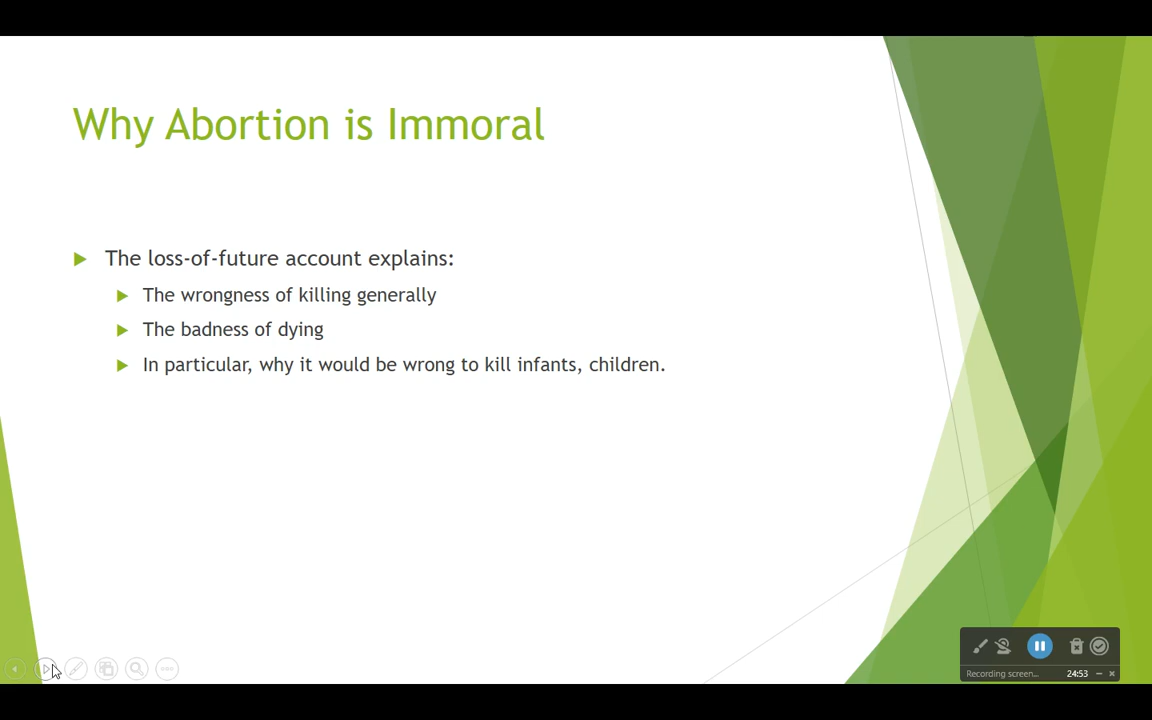 Why Abortion is Immoral
The loss-of-future account explains:
The wrongness of killing generally
The badness of dying
In particular, why it would be wrong to kill infants, children.
Recording screen...
24:53